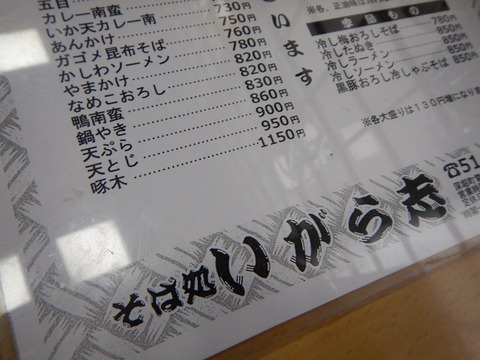 五目
カレー南蛮
いか天カレー南 730円
あんかけ 750円
ガゴメ昆布そば 760円
かしわソーメン 780円
やまかけ 820円
なめこおろし 820円
鴨南蛮 830円
鍋やき 860円
天ぷら 900円
天とじ 950円
啄木 1150円
います
季節もの
冷し梅おろしそば 780円
冷したぬき 850円
冷しラーメン 850円
冷しソーメン 850円
黒豚おろし冷しゃぶそば
※各大盛りは130円増になりま
そば処 いがら志
☎51